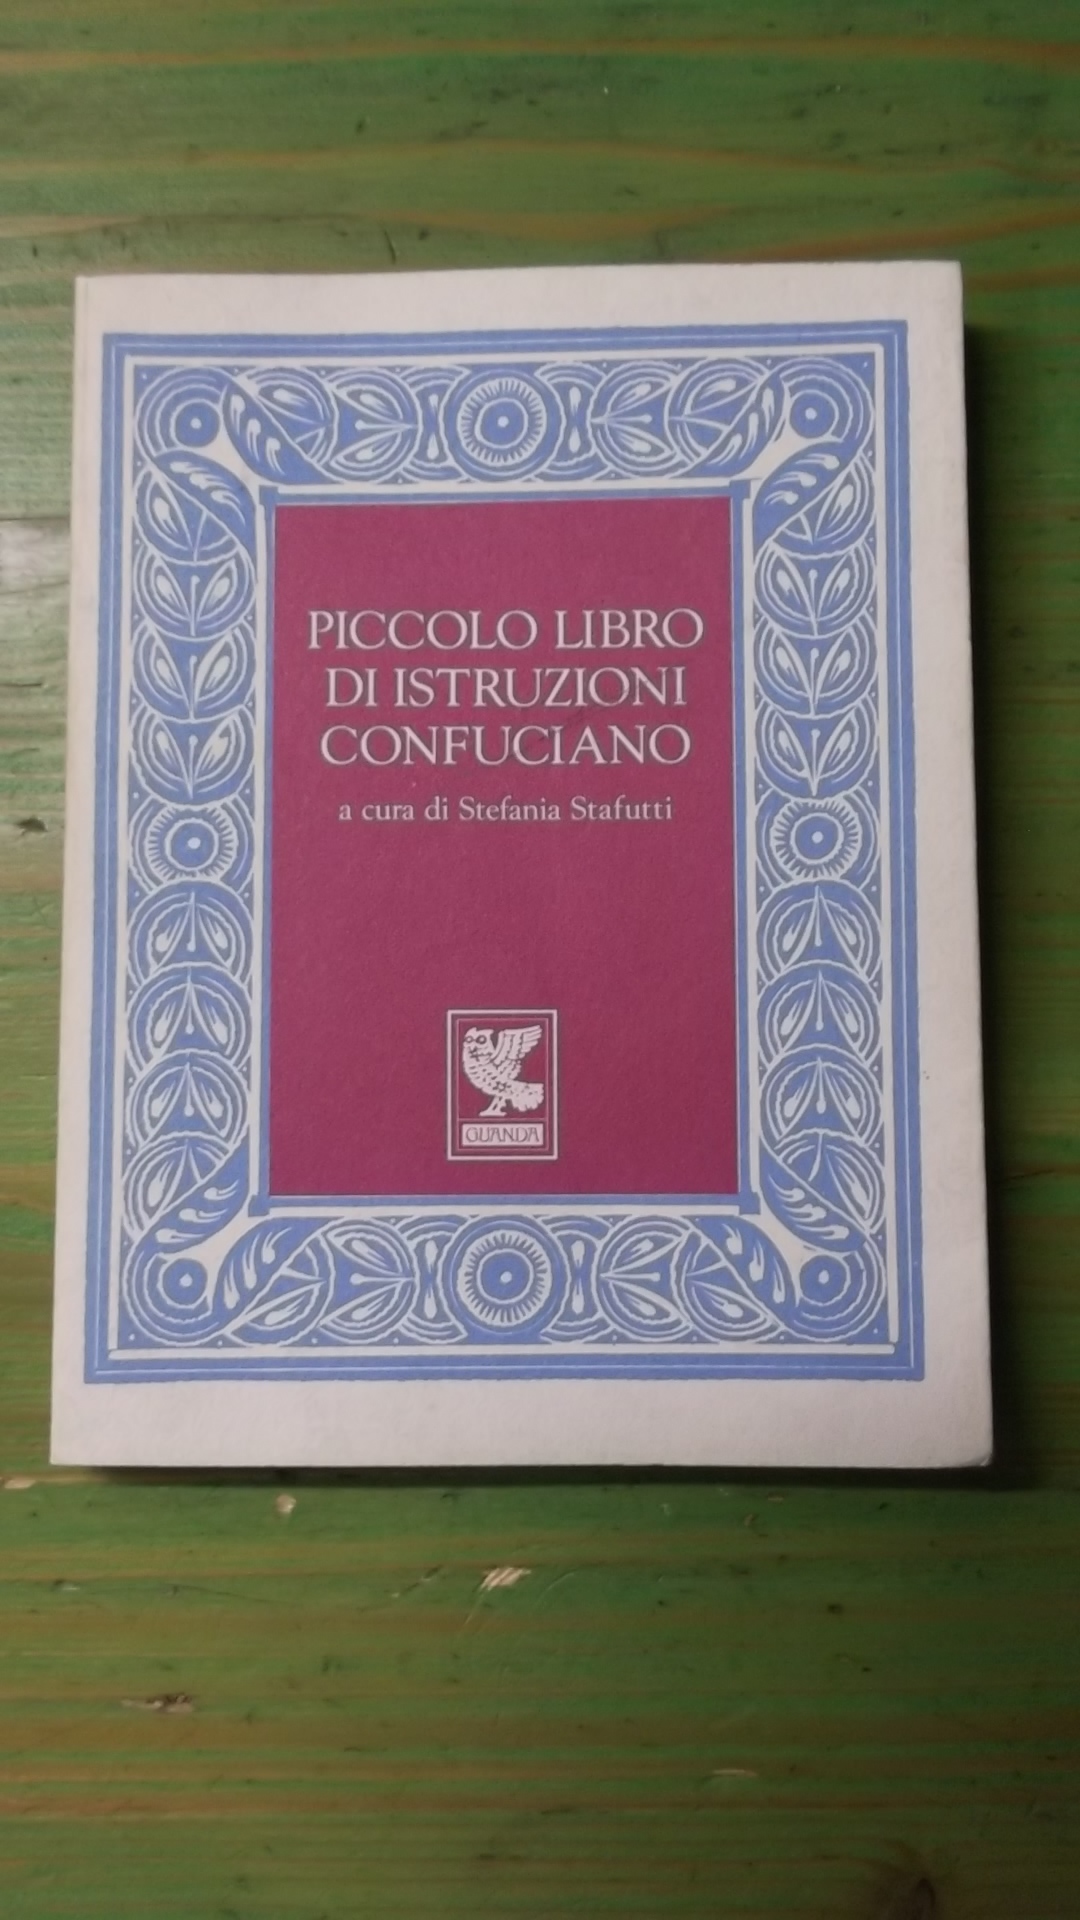 PICCOLO LIBRO
DI ISTRUZIONI
CONFUCIANO
a cura di Stefania Stafutti
GUANDA